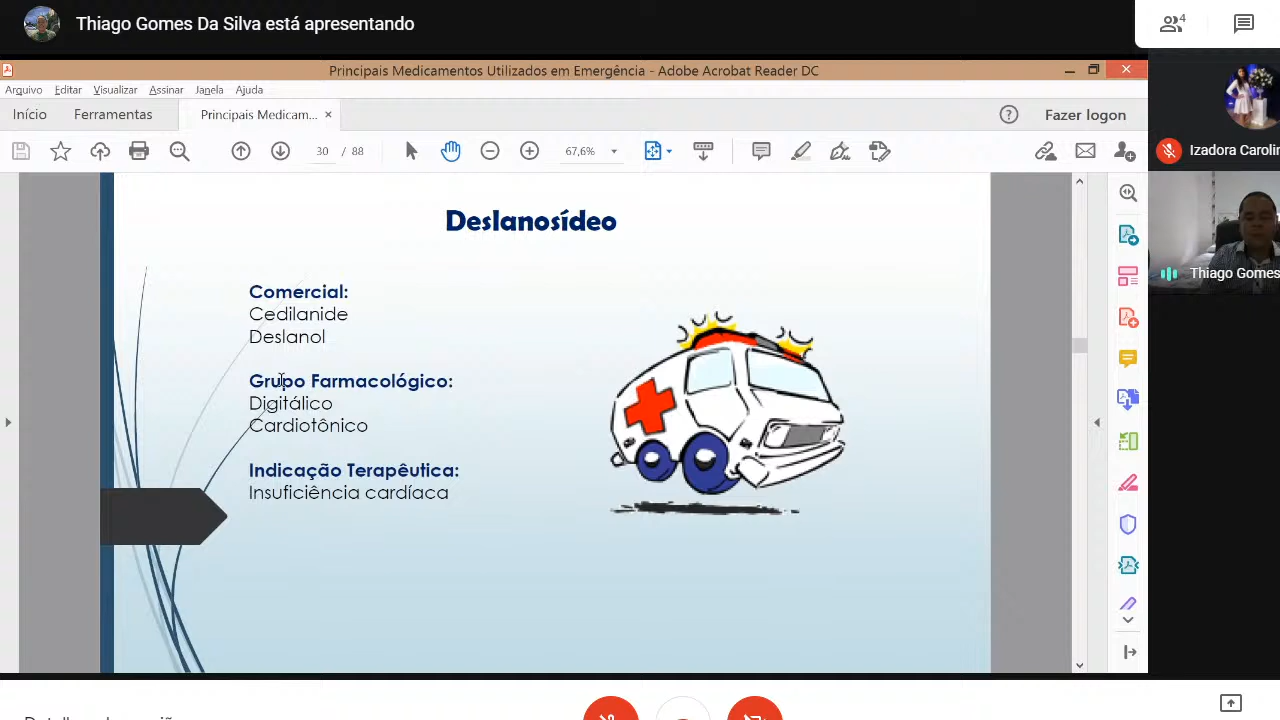 Thiago Gomes Da Silva está apresentando
4
Principais Medicamentos Utilizados em Emergência - Adobe Acrobat Reader DC
Arquivo Editar Visualizar Assinar Janela Ajuda
Início Ferramentas Principais Medicam... × Fazer logon
30 / 88 67,6%
Izadora Carolin
Thiago Gomes
Deslanosídeo
Comercial:
Cedilanide
Deslanol
Grupo Farmacológico:
Digitálico
Cardiotônico
Indicação Terapêutica:
Insuficiência cardíaca